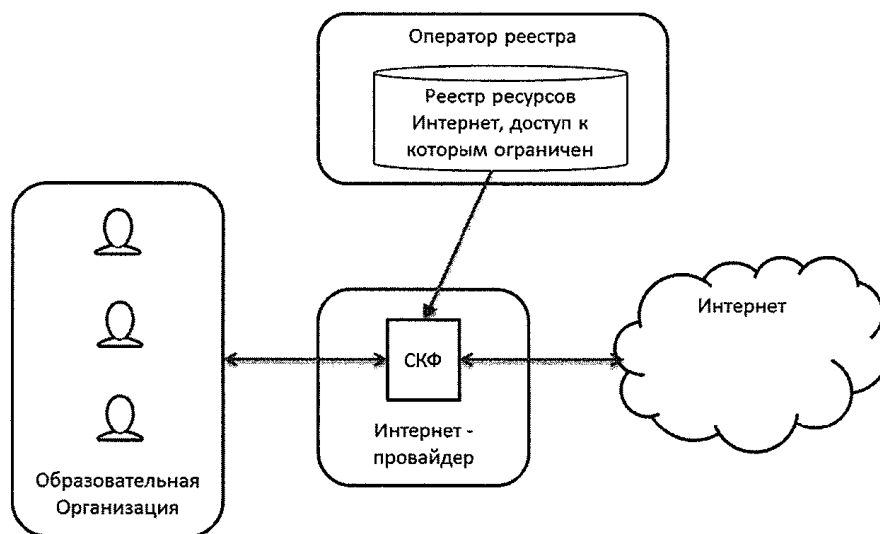 Оператор реестра
Реестр ресурсов
Интернет, доступ к
которым ограничен
Интернет
СКФ
Интернет -
провайдер
Образовательная
Организация